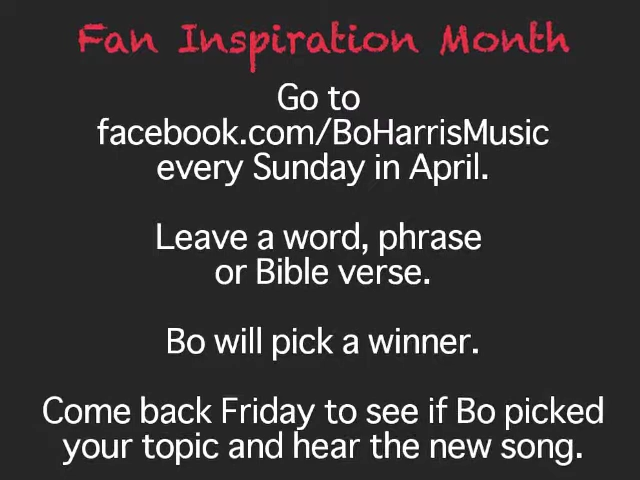 Fan Inspiration Month
Go to
facebook.com/BoHarrisMusic
every Sunday in April.
Leave a word, phrase
or Bible verse.
Bo will pick a winner.
Come back Friday to see if Bo picked
your topic and hear the new song.